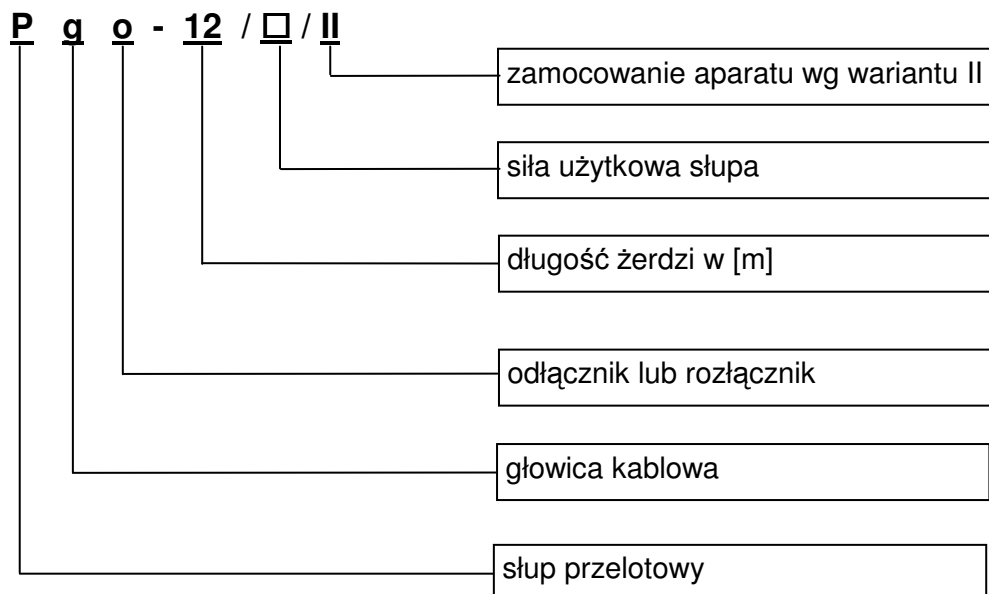 P g o - 12 / □ / II
zamocowanie aparatu wg wariantu II
siła użytkowa słupa
długość żerdzi w [m]
odłącznik lub rozłącznik
głowica kablowa
słup przelotowy